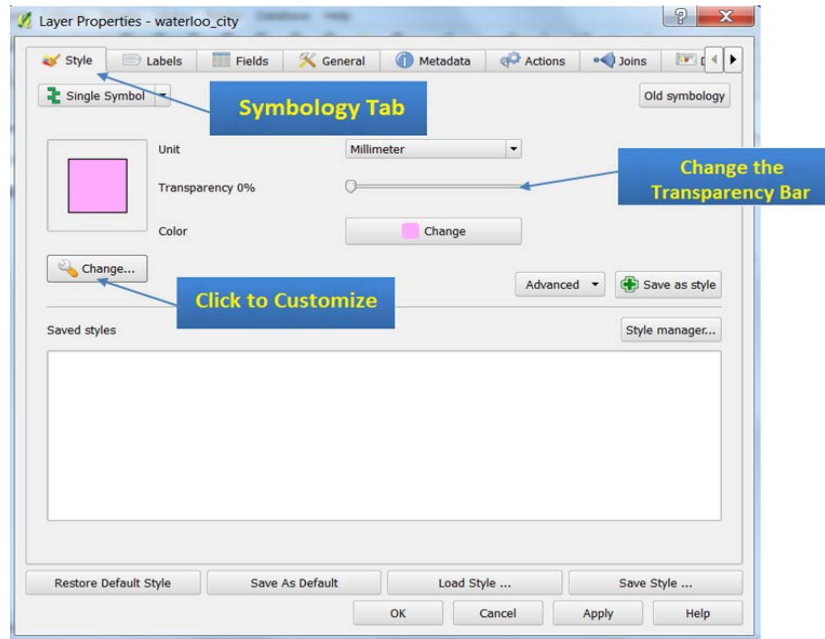 Layer Properties - waterloo_city
Style Labels Fields General Metadata Actions Joins
Single Symbol
Symbology Tab
Old symbology
Unit Millimeter
Change the
Transparency Bar
Transparency 0%
Color Change
Change...
Click to Customize
Advanced Save as style
Saved styles Style manager...
Restore Default Style Save As Default Load Style ... Save Style ...
OK Cancel Apply Help